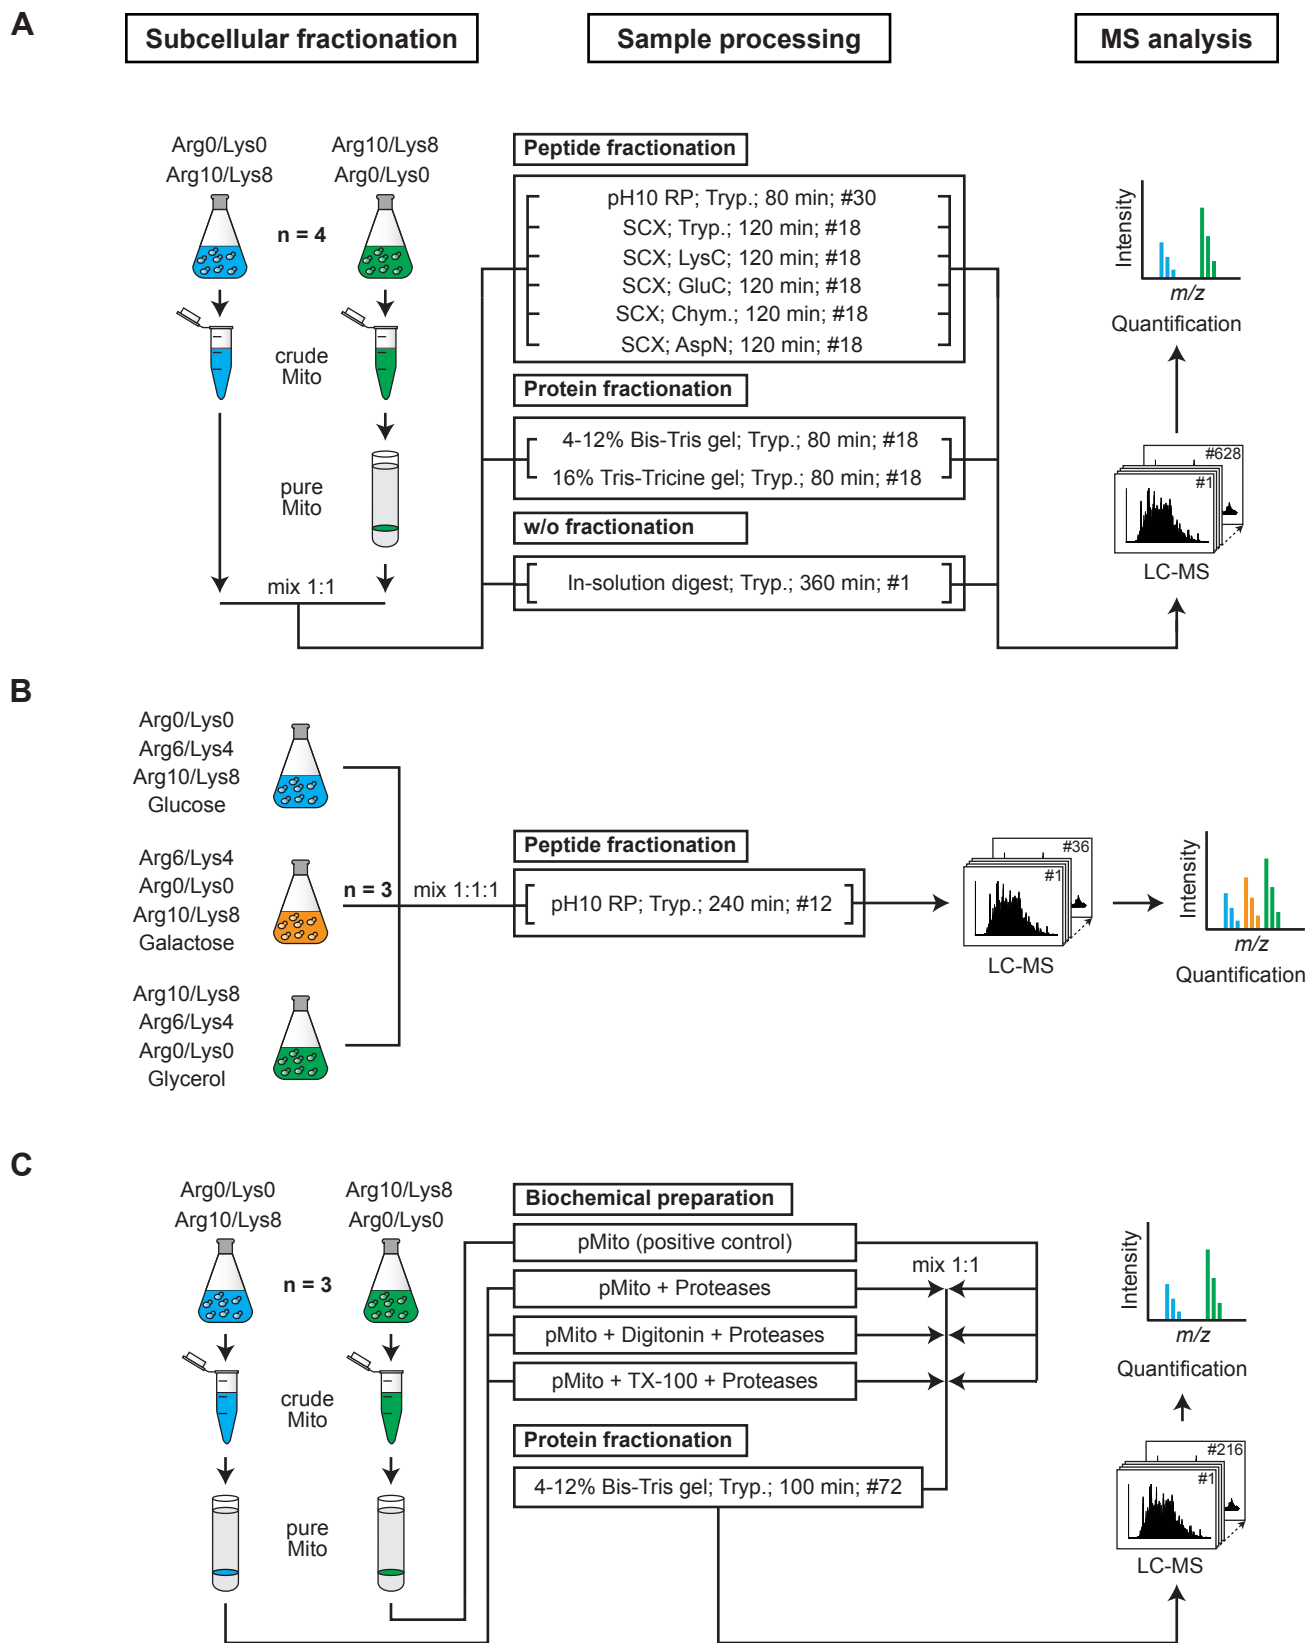 A
Subcellular fractionation
Sample processing
MS analysis
Arg0/Lys0
Arg10/Lys8
Arg10/Lys8
Arg0/Lys0
n = 4
crude
Mito
pure
Mito
mix 1:1
Peptide fractionation
pH10 RP; Tryp.; 80 min; #30
SCX; Tryp.; 120 min; #18
SCX; LysC; 120 min; #18
SCX; GluC; 120 min; #18
SCX; Chym.; 120 min; #18
SCX; AspN; 120 min; #18
Protein fractionation
4-12% Bis-Tris gel; Tryp.; 80 min; #18
16% Tris-Tricine gel; Tryp.; 80 min; #18
w/o fractionation
In-solution digest; Tryp.; 360 min; #1
Intensity
m/z
Quantification
#628
#1
LC-MS
B
Arg0/Lys0
Arg6/Lys4
Arg10/Lys8
Glucose
Arg6/Lys4
Arg0/Lys0
Arg10/Lys8
Galactose
Arg10/Lys8
Arg6/Lys4
Arg0/Lys0
Glycerol
n = 3
mix 1:1:1
Peptide fractionation
pH10 RP; Tryp.; 240 min; #12
#36
#1
LC-MS
Intensity
m/z
Quantification
C
Arg0/Lys0
Arg10/Lys8
Arg10/Lys8
Arg0/Lys0
n = 3
crude
Mito
pure
Mito
Biochemical preparation
pMito (positive control)
mix 1:1
pMito + Proteases
pMito + Digitonin + Proteases
pMito + TX-100 + Proteases
Protein fractionation
4-12% Bis-Tris gel; Tryp.; 100 min; #72
Intensity
m/z
Quantification
#216
#1
LC-MS